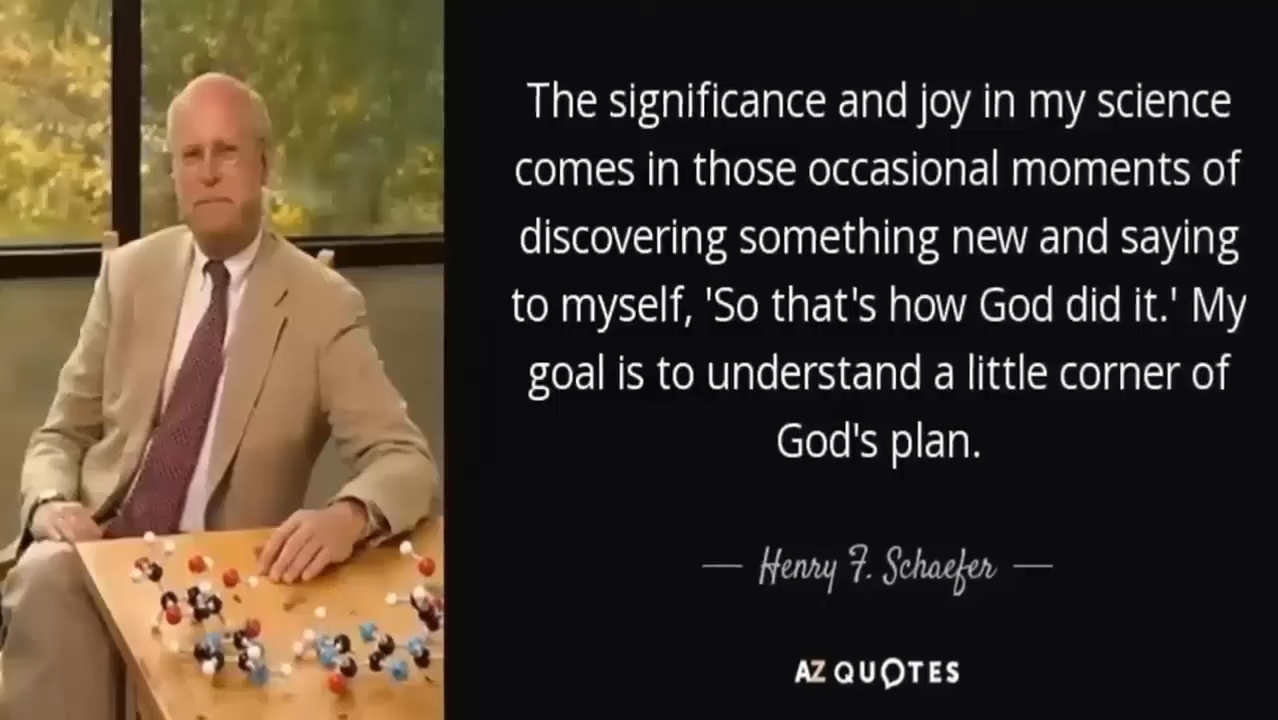 The significance and joy in my science
comes in those occasional moments of
discovering something new and saying
to myself, 'So that's how God did it.' My
goal is to understand a little corner of
God's plan.
— Henry F. Schaefer —
AZ QUOTES